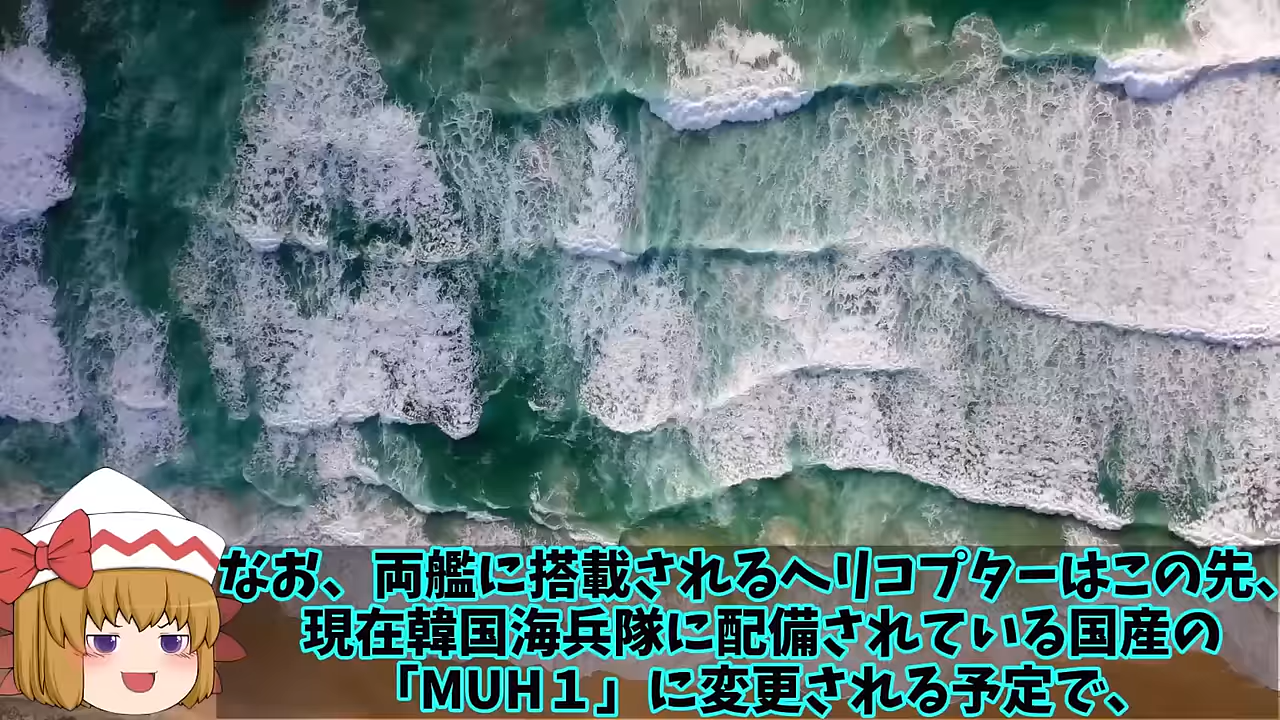 なお、両艦に搭載されるヘリコプターはこの先、
現在韓国海兵隊に配備されている国産の
「MUH１」に変更される予定で、